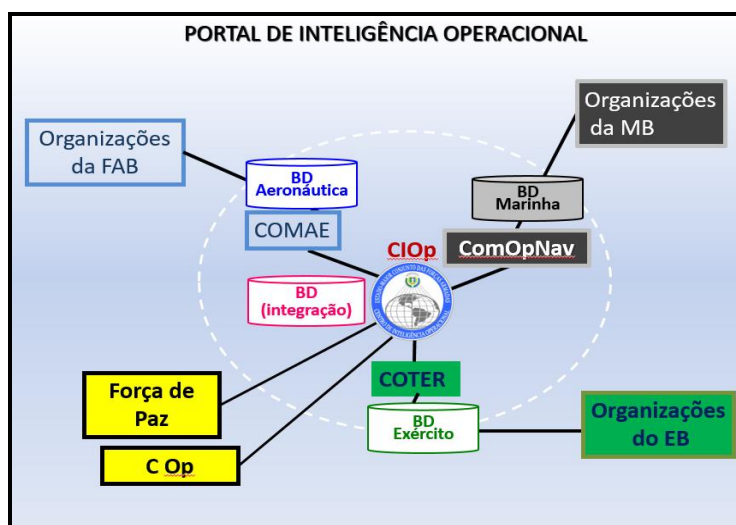 PORTAL DE INTELIGÊNCIA OPERACIONAL
Organizações
da MB
Organizações
da FAB
BD
Aeronáutica
BD
Marinha
COMAE
CIOp
ComOpNav
BD
(integração)
COTER
Força de
Paz
BD
Exército
Organizações
do EB
C Op